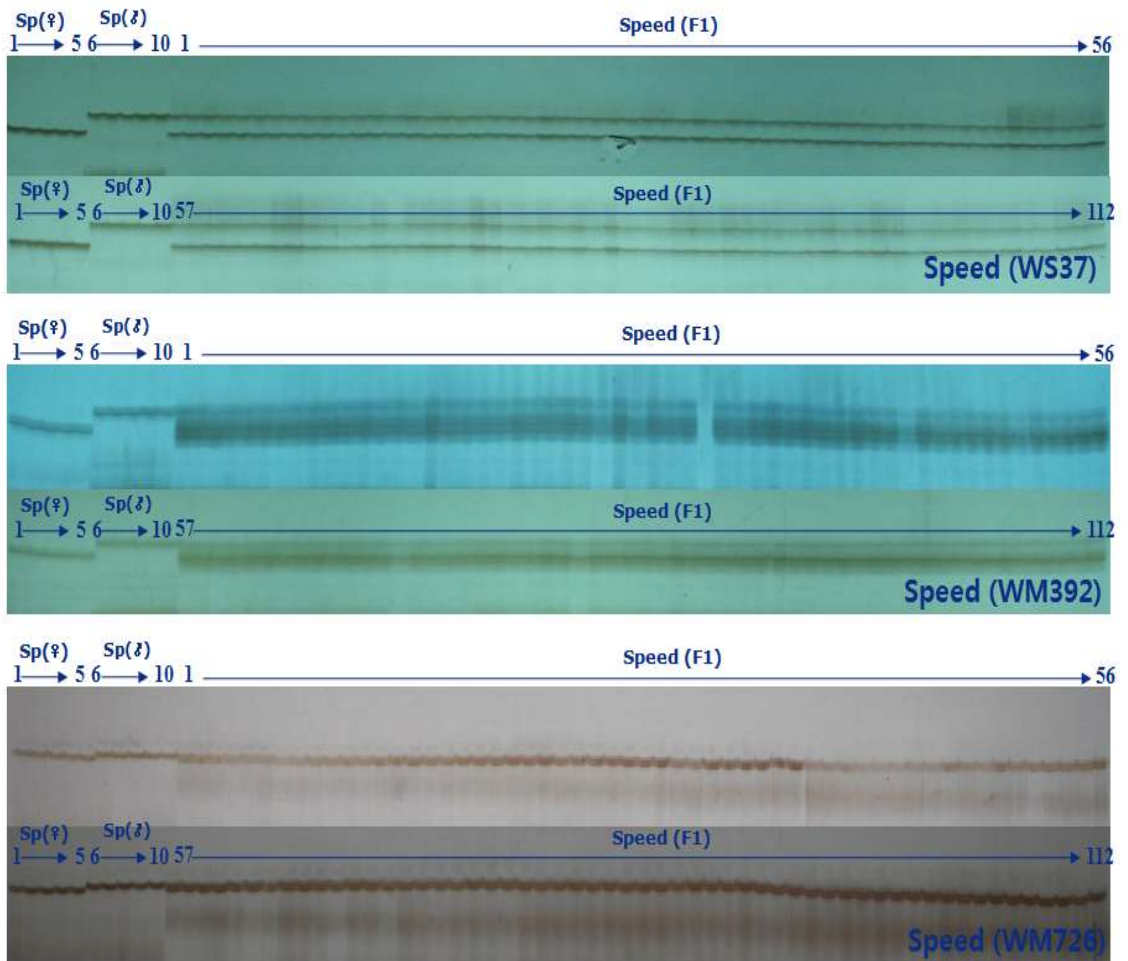 Sp(♀) Sp(♂) Speed (F1)
1 5 6 10 1 56
Sp(♀) Sp(♂) Speed (F1)
1 5 6 10 57 112
Speed (WS37)
Sp(♀) Sp(♂) Speed (F1)
1 5 6 10 1 56
Sp(♀) Sp(♂) Speed (F1)
1 5 6 10 57 112
Speed (WM392)
Sp(♀) Sp(♂) Speed (F1)
1 5 6 10 1 56
Sp(♀) Sp(♂) Speed (F1)
1 5 6 10 57 112
Speed (WM726)